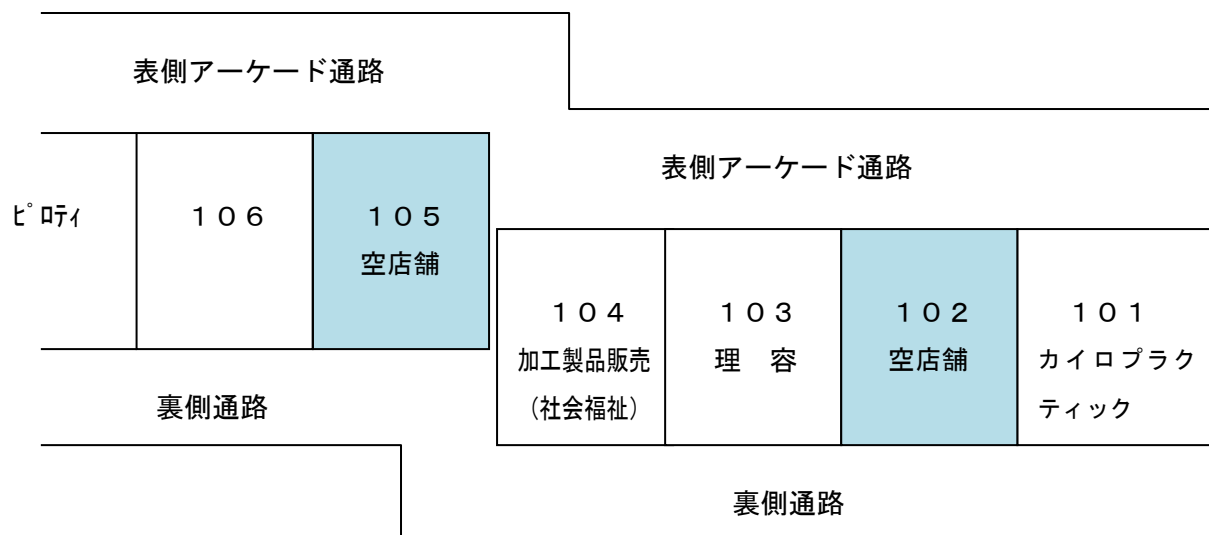 表側アーケード通路
表側アーケード通路
ﾋﾟﾛﾃｨ
１０６
１０５
空店舗
１０４
加工製品販売
（社会福祉）
１０３
理　容
１０２
空店舗
１０１
カイロプラク
ティック
裏側通路
裏側通路